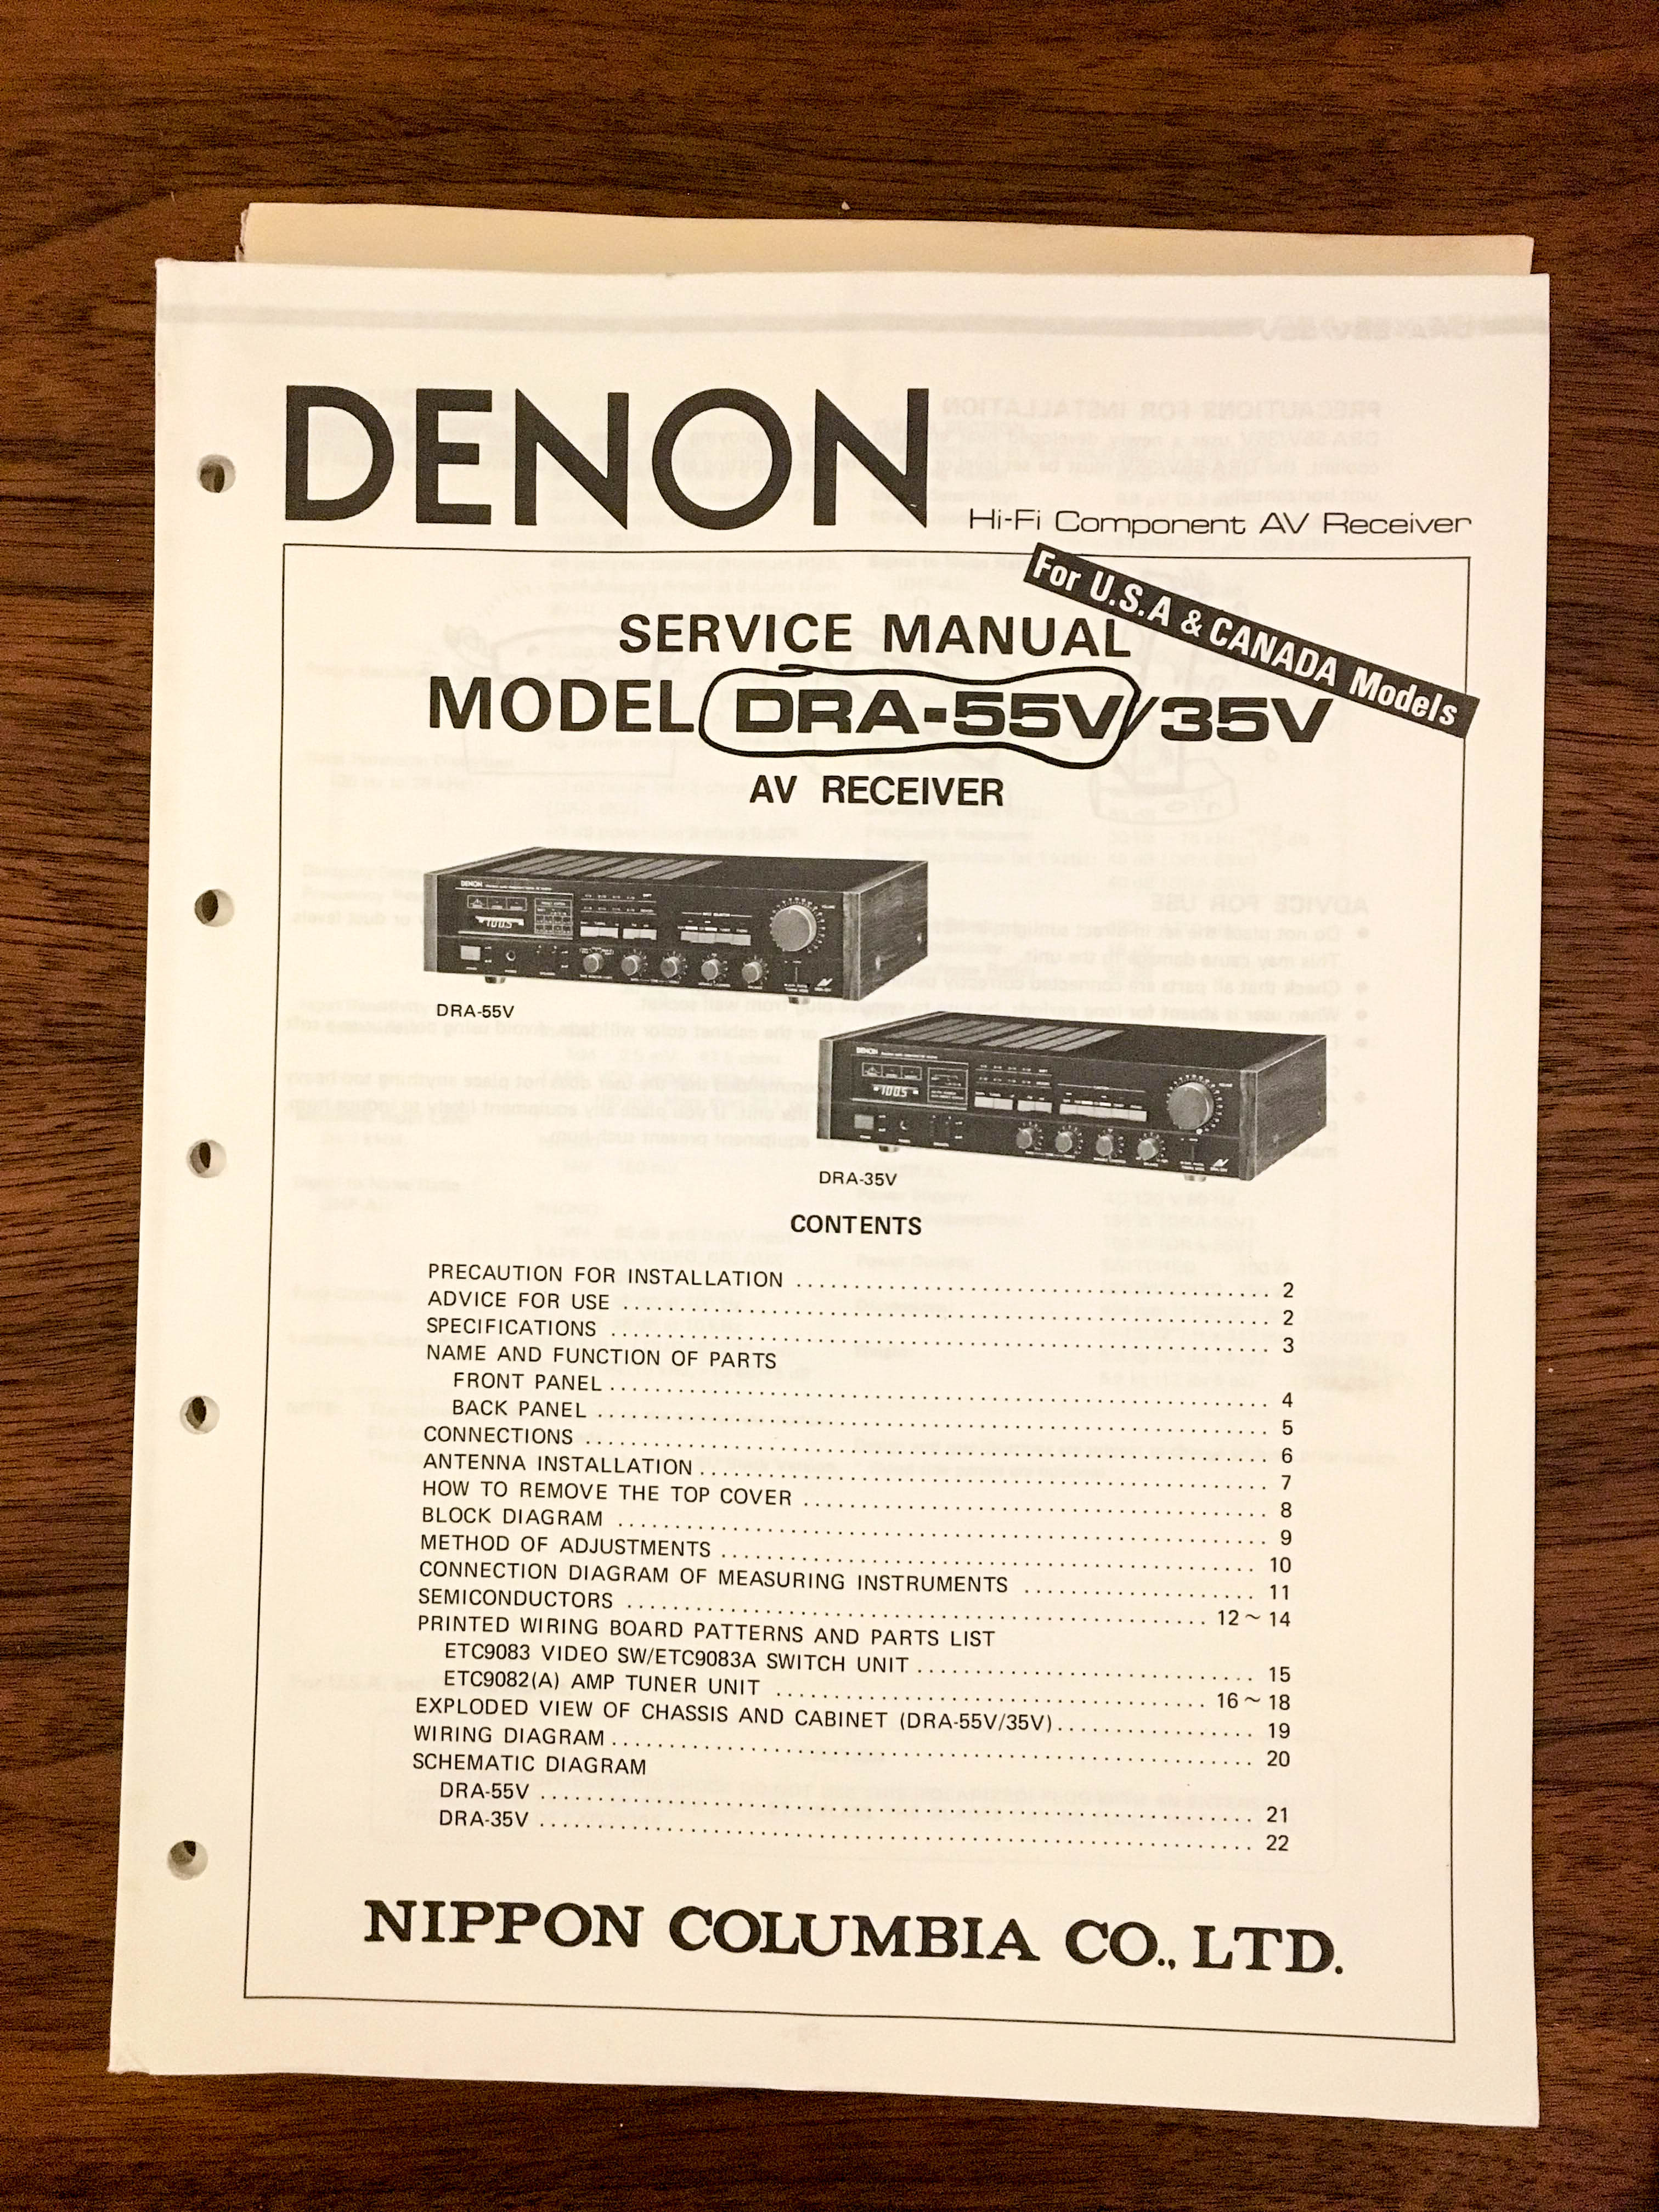 DENON
Hi-Fi Component AV Receiver
For U.S.A & CANADA Models
SERVICE MANUAL
MODEL DRA-55V/35V
AV RECEIVER
DRA-55V
DRA-35V
CONTENTS
PRECAUTION FOR INSTALLATION ........ 2
ADVICE FOR USE ........ 2
SPECIFICATIONS ........ 3
NAME AND FUNCTION OF PARTS
FRONT PANEL ........ 4
BACK PANEL ........ 5
CONNECTIONS ........ 6
ANTENNA INSTALLATION ........ 7
HOW TO REMOVE THE TOP COVER ........ 8
BLOCK DIAGRAM ........ 9
METHOD OF ADJUSTMENTS ........ 10
CONNECTION DIAGRAM OF MEASURING INSTRUMENTS ........ 11
SEMICONDUCTORS ........ 12 ~ 14
PRINTED WIRING BOARD PATTERNS AND PARTS LIST
ETC9083 VIDEO SW/ETC9083A SWITCH UNIT ........ 15
ETC9082(A) AMP TUNER UNIT ........ 16 ~ 18
EXPLODED VIEW OF CHASSIS AND CABINET (DRA-55V/35V) ........ 19
WIRING DIAGRAM ........ 20
SCHEMATIC DIAGRAM
DRA-55V ........ 21
DRA-35V ........ 22
NIPPON COLUMBIA CO., LTD.